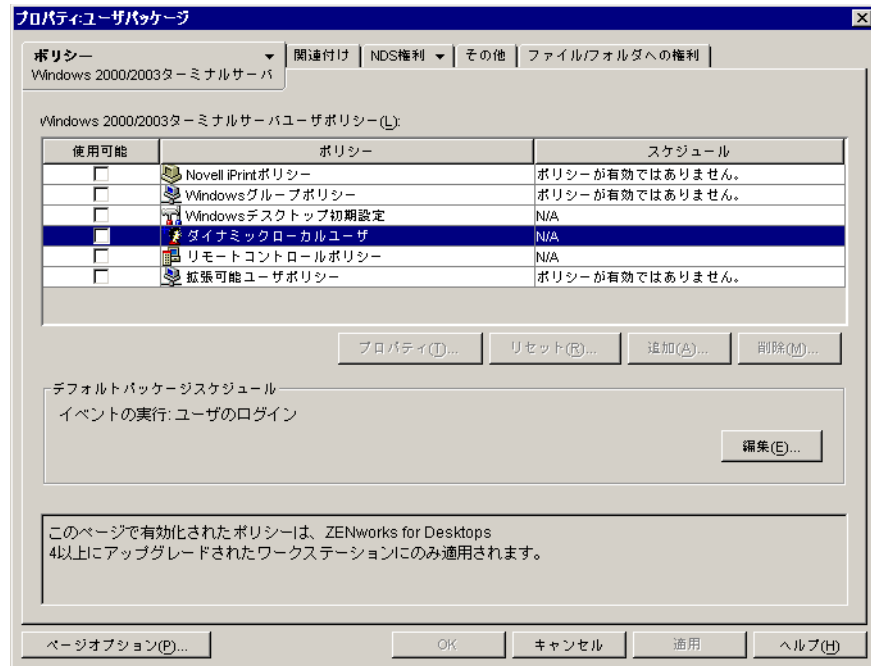 プロパティ:ユーザパッケージ
ポリシー
Windows 2000/2003ターミナルサーバ
関連付け
NDS権利
その他
ファイル/フォルダへの権利
Windows 2000/2003ターミナルサーバユーザポリシー(L):
使用可能 ポリシー スケジュール
Novell iPrintポリシー ポリシーが有効ではありません。
Windowsグループポリシー ポリシーが有効ではありません。
Windowsデスクトップ初期設定 N/A
ダイナミックローカルユーザ N/A
リモートコントロールポリシー N/A
拡張可能ユーザポリシー ポリシーが有効ではありません。
プロパティ(T)... リセット(R)... 追加(A)... 削除(M)...
デフォルトパッケージスケジュール
イベントの実行: ユーザのログイン
編集(E)...
このページで有効化されたポリシーは、ZENworks for Desktops
4以上にアップグレードされたワークステーションにのみ適用されます。
ページオプション(P)... OK キャンセル 適用 ヘルプ(H)